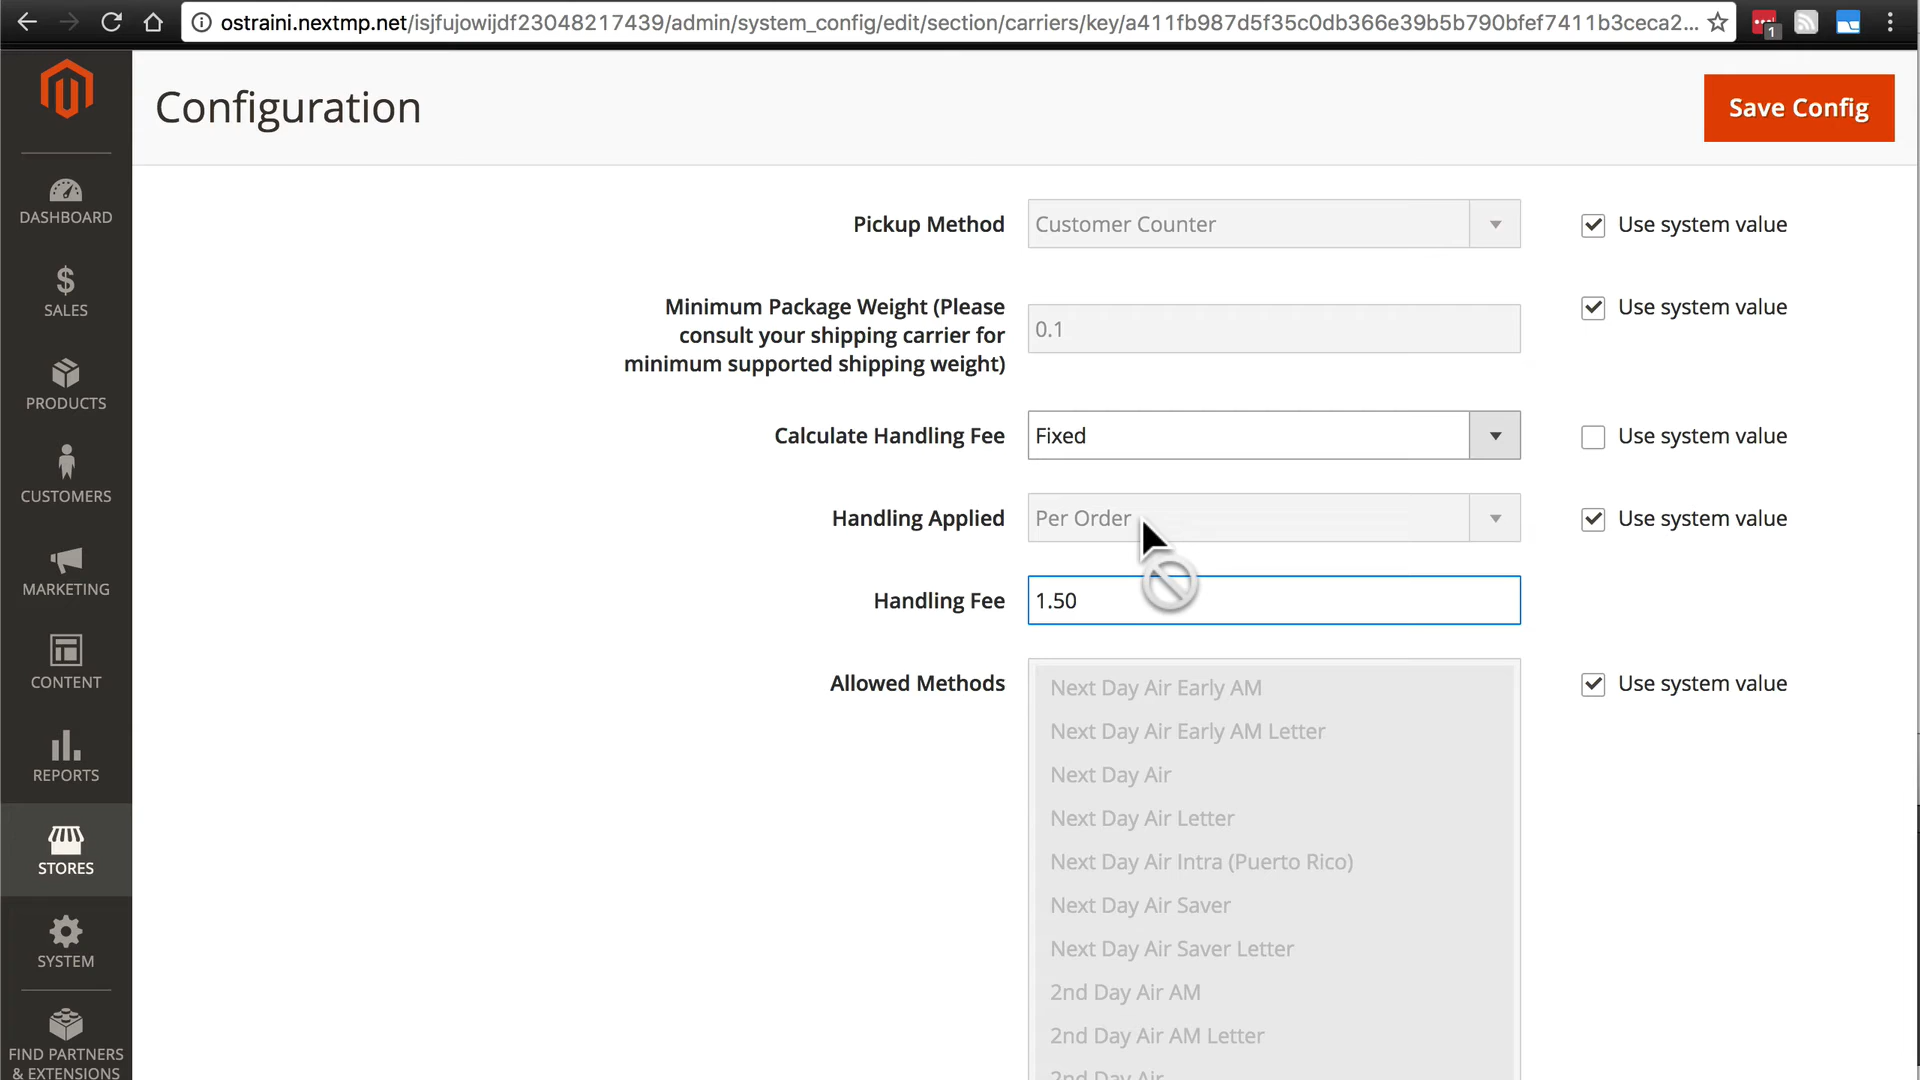 ostraini.nextmp.net/isjfujowijdf23048217439/admin/system_config/edit/section/carriers/key/a411fb987d5f35c0db366e39b5b790bfef7411b3ceca2...
1
Configuration
Save Config
DASHBOARD
SALES
PRODUCTS
CUSTOMERS
MARKETING
CONTENT
REPORTS
STORES
SYSTEM
FIND PARTNERS
& EXTENSIONS
Pickup Method Customer Counter Use system value
Minimum Package Weight (Please
consult your shipping carrier for
minimum supported shipping weight)
0.1
Use system value
Calculate Handling Fee Fixed Use system value
Handling Applied Per Order Use system value
Handling Fee 1.50
Allowed Methods Use system value
Next Day Air Early AM
Next Day Air Early AM Letter
Next Day Air
Next Day Air Letter
Next Day Air Intra (Puerto Rico)
Next Day Air Saver
Next Day Air Saver Letter
2nd Day Air AM
2nd Day Air AM Letter
2nd Day Air